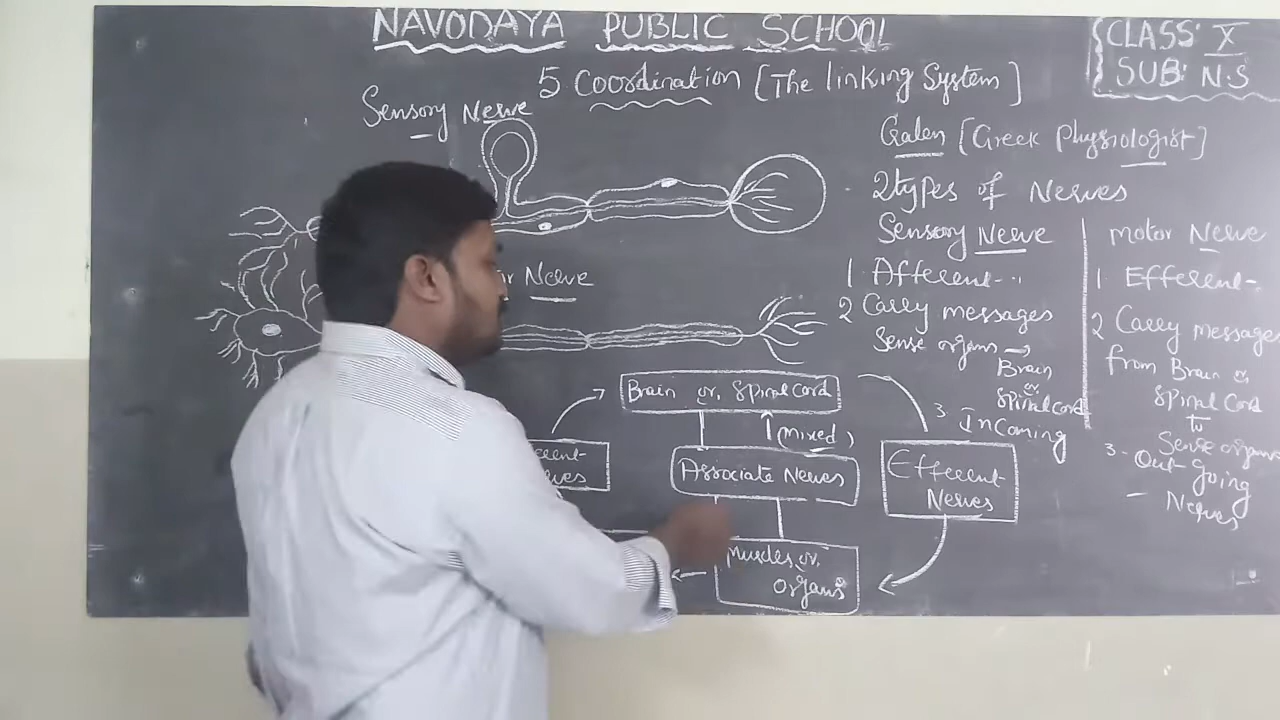 NAVODAYA PUBLIC SCHOOL
CLASS: X
SUB: N.S
5 Coordination [The linking System]
Sensory Nerve
Galen [Greek Physiologist]
2 types of Nerves
Sensory Nerve
1. Afferent-..
2 Carry messages
Sense organs →
Brain
or
Spinal Cord
3. Incoming
Motor Nerve
1. Efferent-.
2 Carry messages
from Brain or,
Spinal Cord
to
Sense organs
3. Out going
Nerves
Nerve
Brain or, Spinal Cord
(mixed)
Associate Nerves
Efferent
Nerves
Muscles or,
Organs